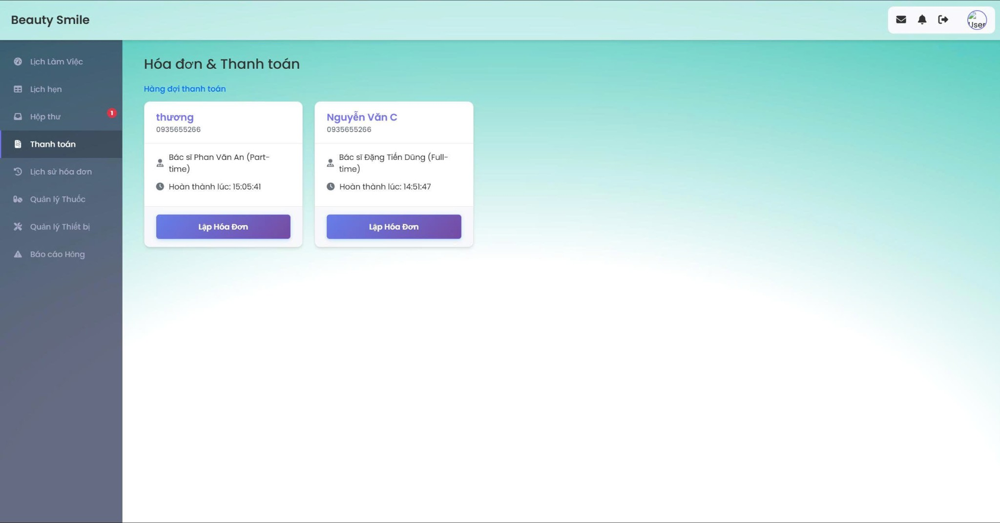 Beauty Smile
User
Lịch Làm Việc
Lịch hẹn
Hộp thư
1
Thanh toán
Lịch sử hóa đơn
Quản lý Thuốc
Quản lý Thiết bị
Báo cáo Hỏng
Hóa đơn & Thanh toán
Hàng đợi thanh toán
thương
0935655266
Bác sĩ Phan Văn An (Part-
time)
Hoàn thành lúc: 15:05:41
Lập Hóa Đơn
Nguyễn Văn C
0935655266
Bác sĩ Đặng Tiến Dũng (Full-
time)
Hoàn thành lúc: 14:51:47
Lập Hóa Đơn